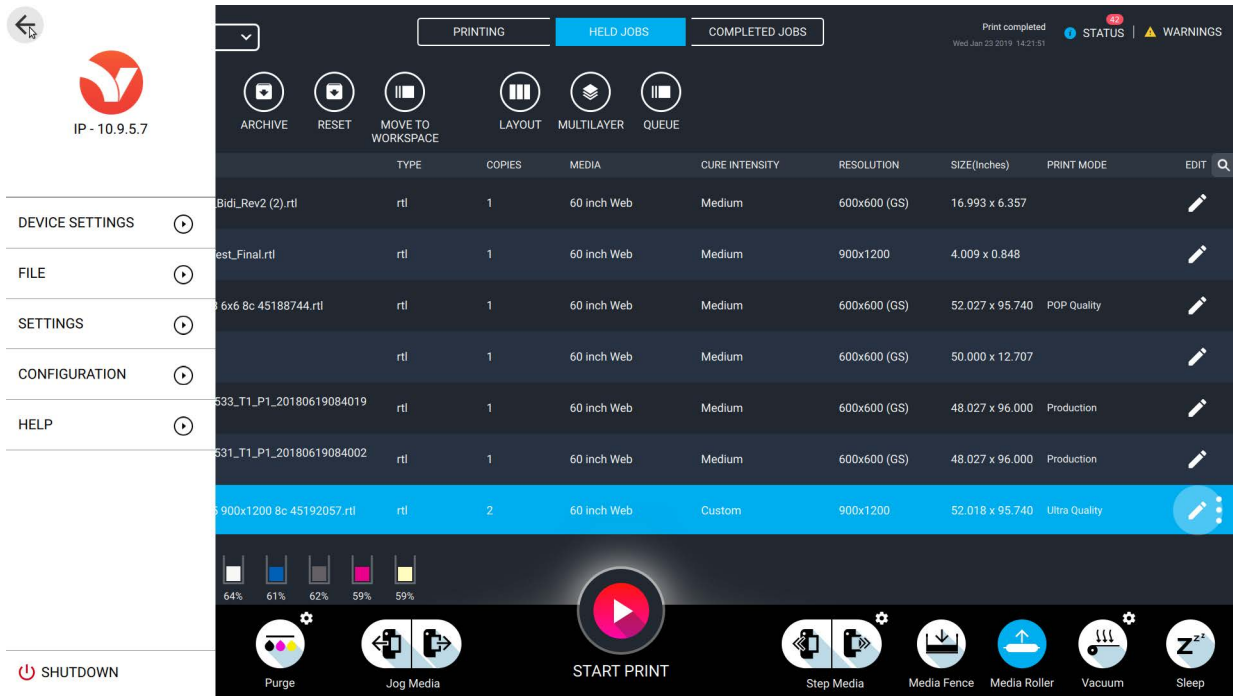 PRINTING
HELD JOBS
COMPLETED JOBS
Print completed
Wed Jan 23 2019 14:21:51
42
STATUS
WARNINGS
IP - 10.9.5.7
ARCHIVE
RESET
MOVE TO
WORKSPACE
LAYOUT
MULTILAYER
QUEUE
TYPE COPIES MEDIA CURE INTENSITY RESOLUTION SIZE(Inches) PRINT MODE EDIT
Bidi_Rev2 (2).rtl rtl 1 60 inch Web Medium 600x600 (GS) 16.993 x 6.357
est_Final.rtl rtl 1 60 inch Web Medium 900x1200 4.009 x 0.848
6x6 8c 45188744.rtl rtl 1 60 inch Web Medium 600x600 (GS) 52.027 x 95.740 POP Quality
rtl 1 60 inch Web Medium 600x600 (GS) 50.000 x 12.707
533_T1_P1_20180619084019 rtl 1 60 inch Web Medium 600x600 (GS) 48.027 x 96.000 Production
531_T1_P1_20180619084002 rtl 1 60 inch Web Medium 600x600 (GS) 48.027 x 96.000 Production
900x1200 8c 45192057.rtl rtl 2 60 inch Web Custom 900x1200 52.018 x 95.740 Ultra Quality
DEVICE SETTINGS
FILE
SETTINGS
CONFIGURATION
HELP
64% 61% 62% 59% 59%
SHUTDOWN
Purge
Jog Media
START PRINT
Step Media
Media Fence
Media Roller
Vacuum
Zzz
Sleep